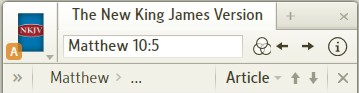 The New King James Version
NKJV
A
Matthew 10:5
Matthew > ...
Article